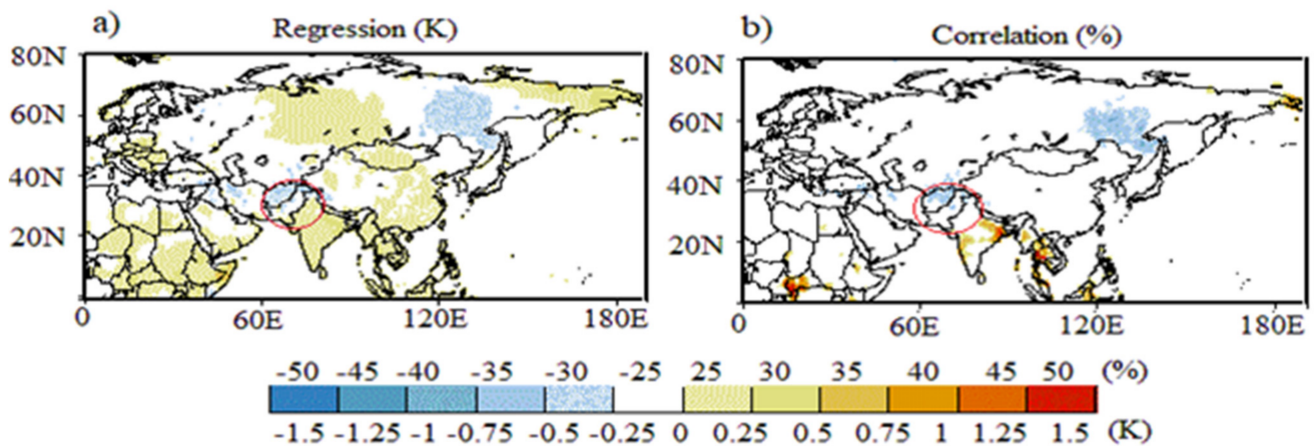 a) Regression (K)
80N
60N
40N
20N
0 60E 120E 180E
b) Correlation (%)
80N
60N
40N
20N
0 60E 120E 180E
-50 -45 -40 -35 -30 -25 25 30 35 40 45 50 (%)
-1.5 -1.25 -1 -0.75 -0.5 -0.25 0 0.25 0.5 0.75 1 1.25 1.5 (K)